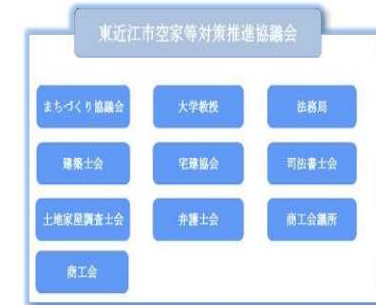 東近江市空家等対策推進協議会
まちづくり協議会
大学教授
法務局
建築士会
宅建協会
司法書士会
土地家屋調査士会
弁護士会
商工会議所
商工会